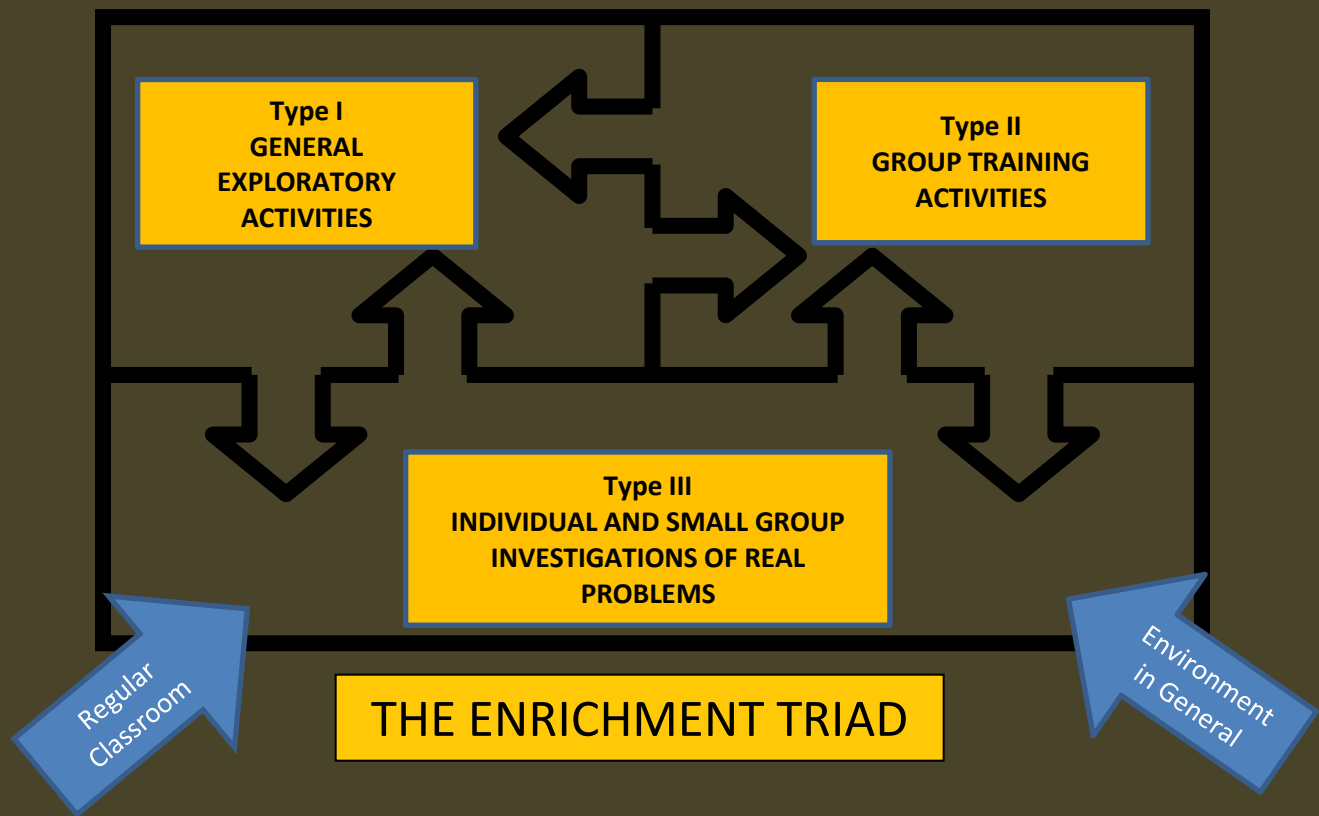 Type I
GENERAL
EXPLORATORY
ACTIVITIES
Type II
GROUP TRAINING
ACTIVITIES
Type III
INDIVIDUAL AND SMALL GROUP
INVESTIGATIONS OF REAL
PROBLEMS
Regular
Classroom
Environment
in General
THE ENRICHMENT TRIAD